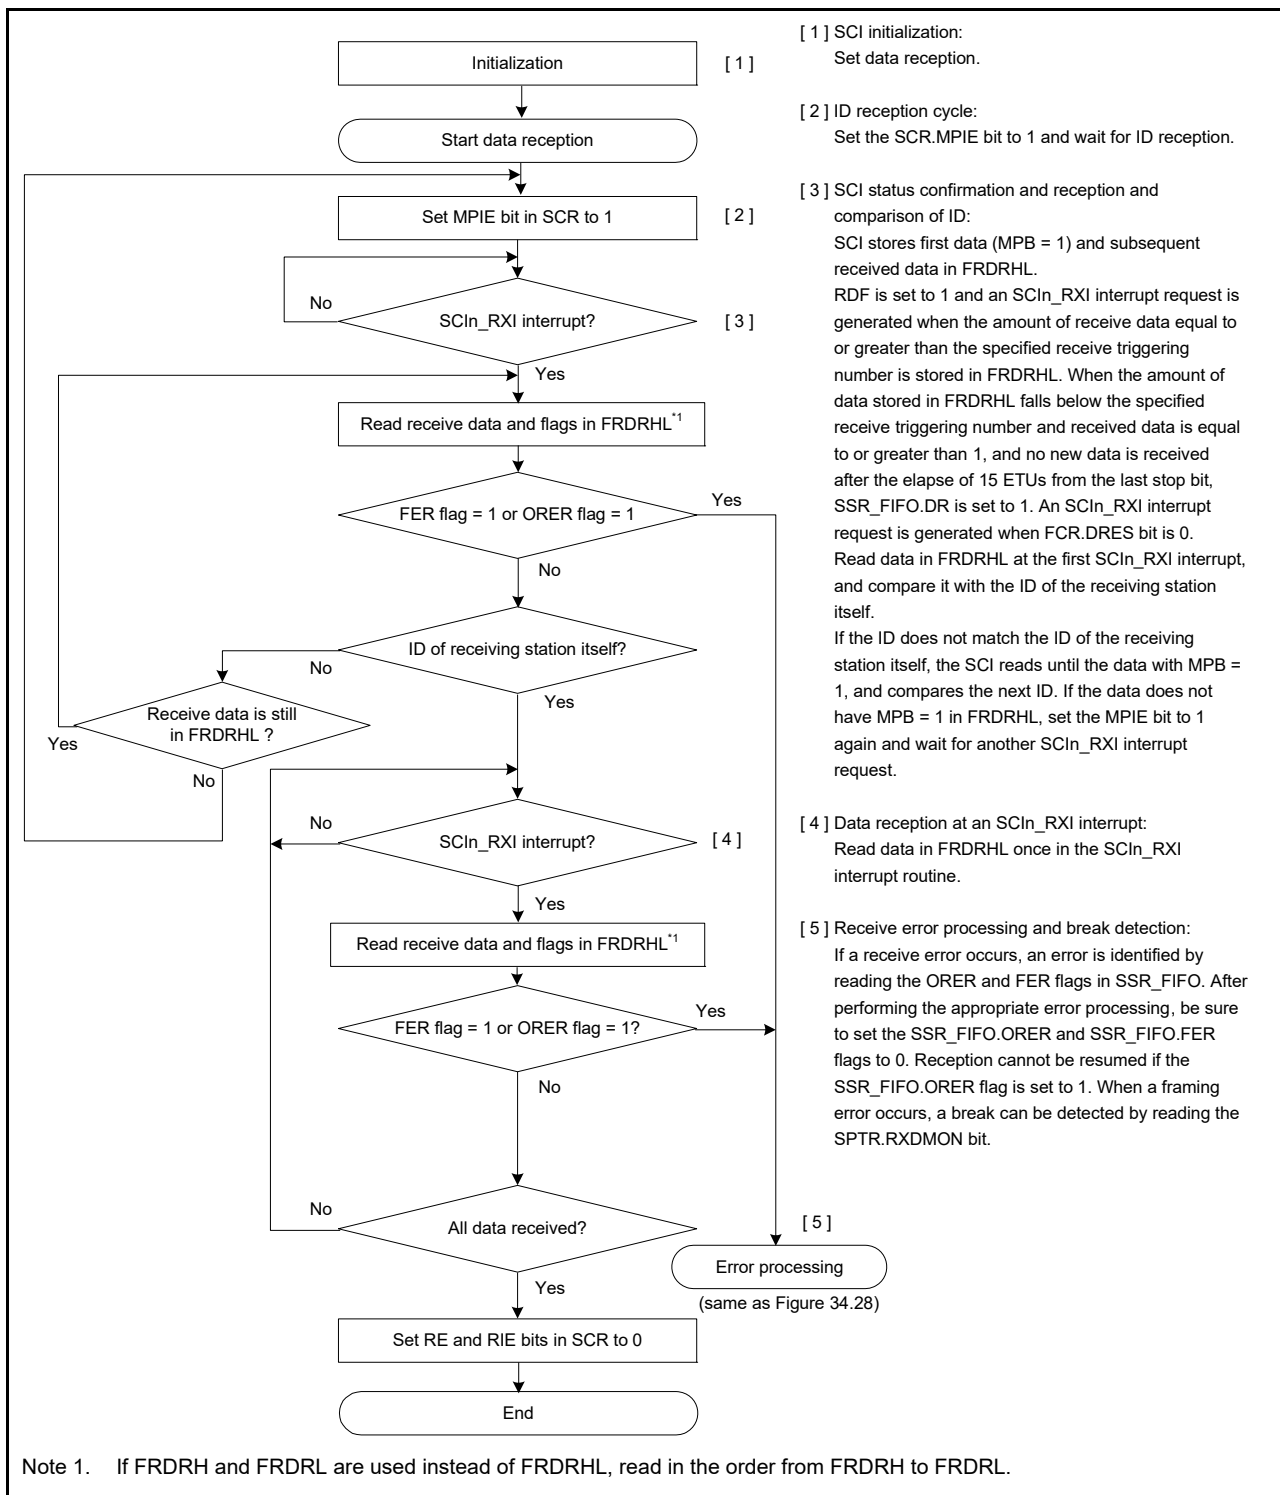 Initialization
[ 1 ]
Start data reception
Set MPIE bit in SCR to 1
[ 2 ]
No
SCIn_RXI interrupt?
[ 3 ]
Yes
Read receive data and flags in FRDRHL*1
Yes
FER flag = 1 or ORER flag = 1
No
ID of receiving station itself?
No
Yes
Receive data is still
in FRDRHL ?
Yes
No
No
SCIn_RXI interrupt?
[ 4 ]
Yes
Read receive data and flags in FRDRHL*1
Yes
FER flag = 1 or ORER flag = 1?
No
No
All data received?
[ 5 ]
Error processing
(same as Figure 34.28)
Yes
Set RE and RIE bits in SCR to 0
End
[ 1 ] SCI initialization:
Set data reception.
[ 2 ] ID reception cycle:
Set the SCR.MPIE bit to 1 and wait for ID reception.
[ 3 ] SCI status confirmation and reception and
comparison of ID:
SCI stores first data (MPB = 1) and subsequent
received data in FRDRHL.
RDF is set to 1 and an SCIn_RXI interrupt request is
generated when the amount of receive data equal to
or greater than the specified receive triggering
number is stored in FRDRHL. When the amount of
data stored in FRDRHL falls below the specified
receive triggering number and received data is equal
to or greater than 1, and no new data is received
after the elapse of 15 ETUs from the last stop bit,
SSR_FIFO.DR is set to 1. An SCIn_RXI interrupt
request is generated when FCR.DRES bit is 0.
Read data in FRDRHL at the first SCIn_RXI interrupt,
and compare it with the ID of the receiving station
itself.
If the ID does not match the ID of the receiving
station itself, the SCI reads until the data with MPB =
1, and compares the next ID. If the data does not
have MPB = 1 in FRDRHL, set the MPIE bit to 1
again and wait for another SCIn_RXI interrupt
request.
[ 4 ] Data reception at an SCIn_RXI interrupt:
Read data in FRDRHL once in the SCIn_RXI
interrupt routine.
[ 5 ] Receive error processing and break detection:
If a receive error occurs, an error is identified by
reading the ORER and FER flags in SSR_FIFO. After
performing the appropriate error processing, be sure
to set the SSR_FIFO.ORER and SSR_FIFO.FER
flags to 0. Reception cannot be resumed if the
SSR_FIFO.ORER flag is set to 1. When a framing
error occurs, a break can be detected by reading the
SPTR.RXDMON bit.
Note 1. If FRDRH and FRDRL are used instead of FRDRHL, read in the order from FRDRH to FRDRL.